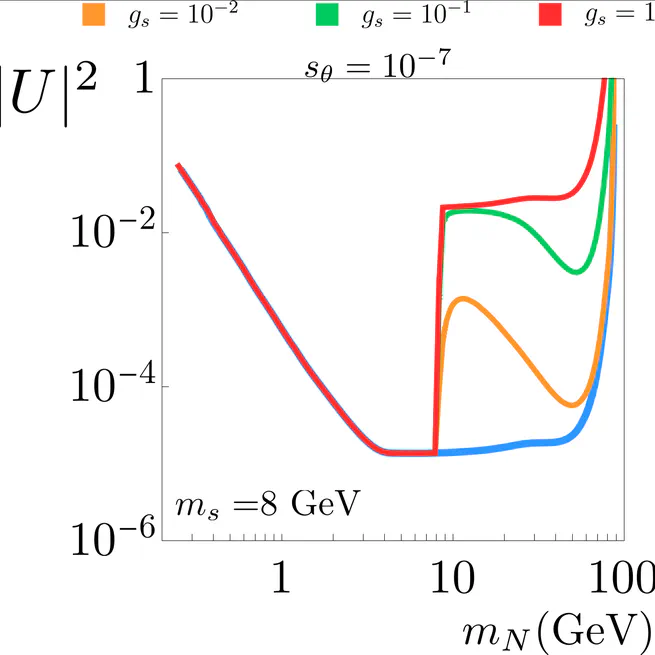 g_s = 10^{-2} g_s = 10^{-1} g_s = 1
s_θ = 10^{-7}
|U|^2
1
10^{-2}
10^{-4}
m_s =8 GeV
10^{-6}
1 10 100
m_N(GeV)